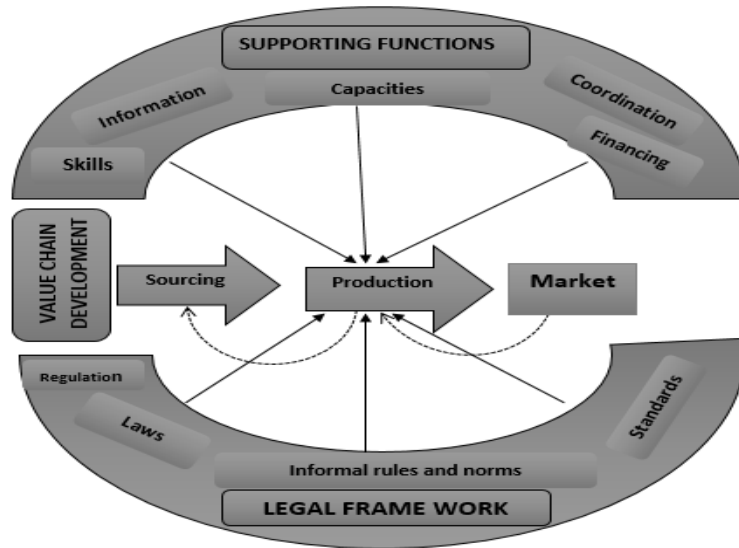 SUPPORTING FUNCTIONS
Information
Capacities
Coordination
Skills
Financing
VALUE CHAIN
DEVELOPMENT
Sourcing
Production
Market
Regulation
Laws
Standards
Informal rules and norms
LEGAL FRAME WORK